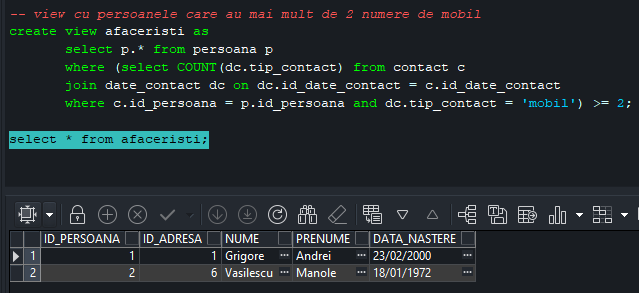 -- view cu persoanele care au mai mult de 2 numere de mobil
create view afaceristi as
select p.* from persoana p
where (select COUNT(dc.tip_contact) from contact c
join date_contact dc on dc.id_date_contact = c.id_date_contact
where c.id_persoana = p.id_persoana and dc.tip_contact = 'mobil') >= 2;
select * from afaceristi;
ID_PERSOANA ID_ADRESA NUME PRENUME DATA_NASTERE
1 1 1 Grigore ... Andrei ... 23/02/2000 ...
2 2 6 Vasilescu ... Manole ... 18/01/1972 ...